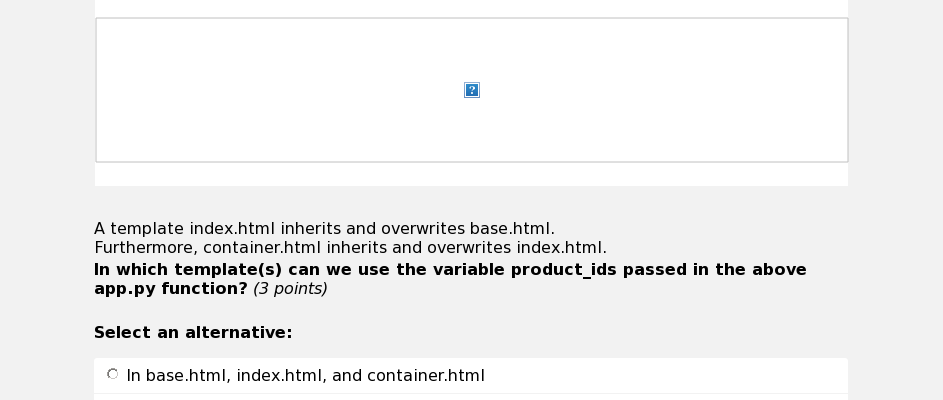 A template index.html inherits and overwrites base.html.
Furthermore, container.html inherits and overwrites index.html.
In which template(s) can we use the variable product_ids passed in the above
app.py function? (3 points)
Select an alternative:
In base.html, index.html, and container.html